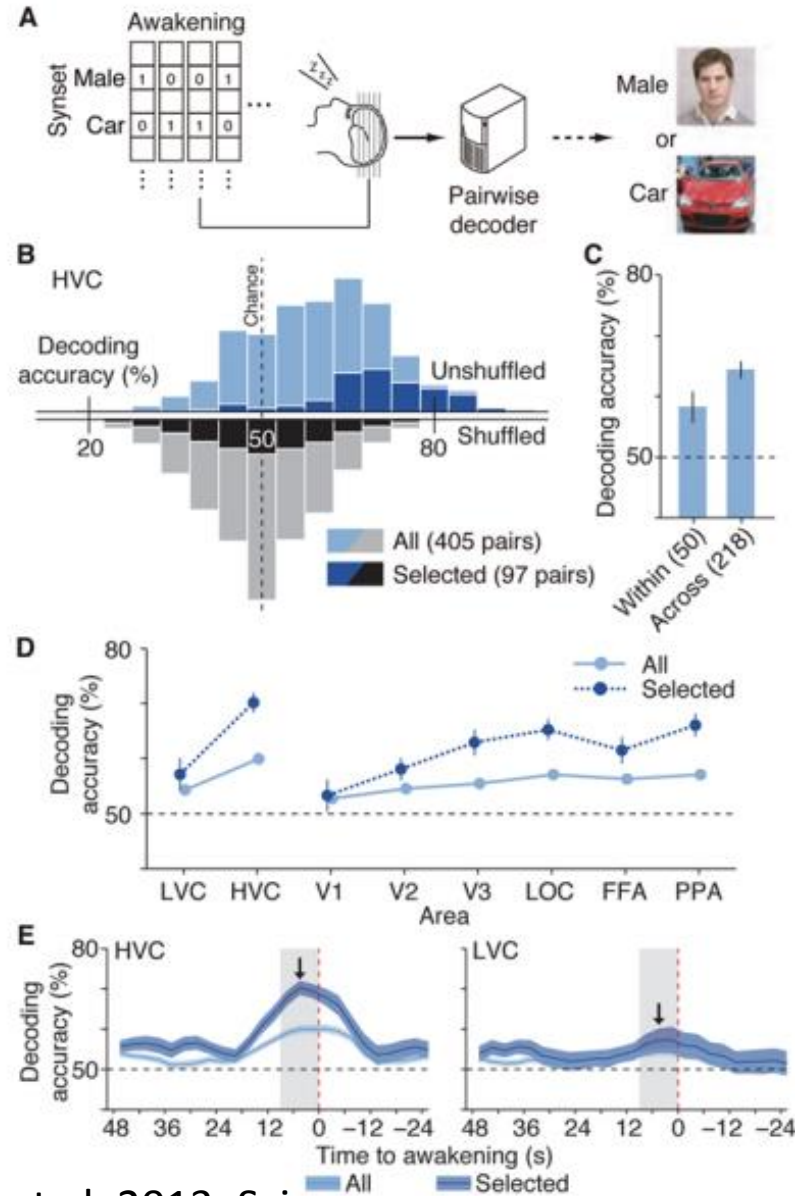 A
Awakening
Synset
Male 1 0 0 1
Car 0 1 1 0
...
zzz
Pairwise
decoder
Male
or
Car
B
HVC
Chance
Decoding
accuracy (%)
Unshuffled
20 50 80
Shuffled
All (405 pairs)
Selected (97 pairs)
C
Decoding accuracy (%)
80
50
Within (50)
Across (218)
D
Decoding
accuracy (%)
80
50
All
Selected
LVC HVC V1 V2 V3 LOC FFA PPA
Area
E
Decoding
accuracy (%)
80
50
HVC
LVC
48 36 24 12 0 −12 −24
48 36 24 12 0 −12 −24
Time to awakening (s)
All Selected
2013